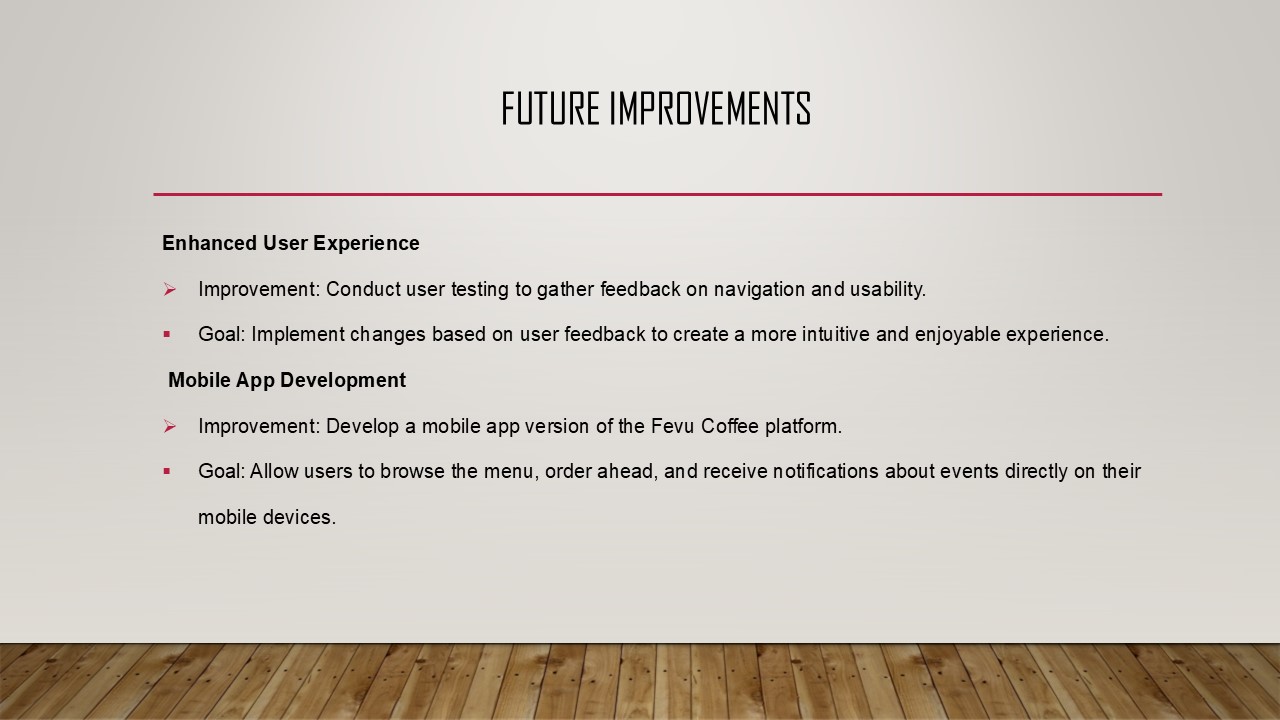 FUTURE IMPROVEMENTS
Enhanced User Experience
Improvement: Conduct user testing to gather feedback on navigation and usability.
Goal: Implement changes based on user feedback to create a more intuitive and enjoyable experience.
Mobile App Development
Improvement: Develop a mobile app version of the Fevu Coffee platform.
Goal: Allow users to browse the menu, order ahead, and receive notifications about events directly on their
mobile devices.